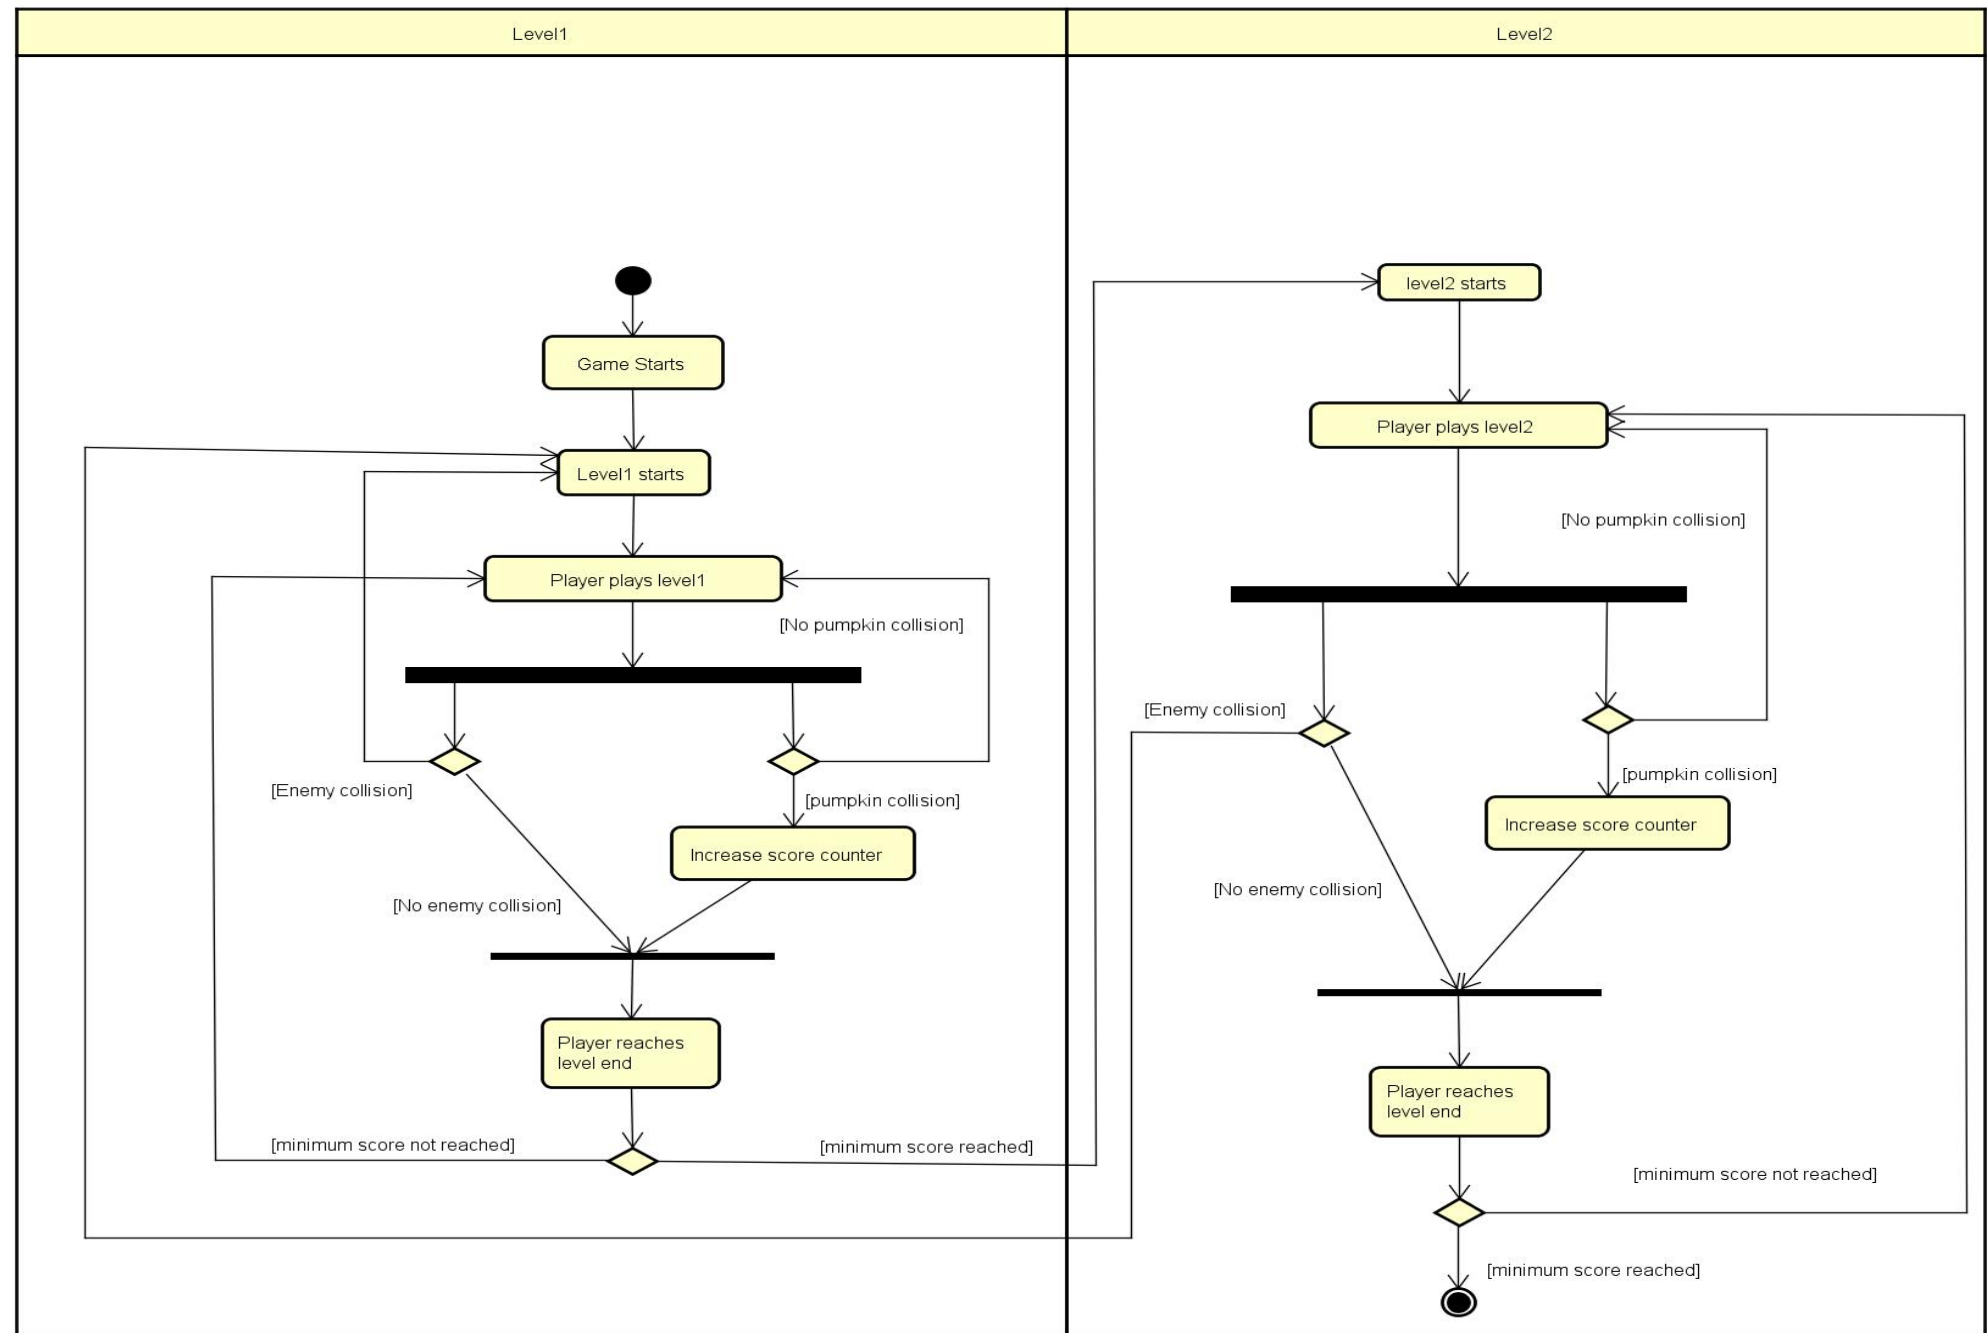 Level1
Level2
Game Starts
Level1 starts
Player plays level1
[No pumpkin collision]
[Enemy collision]
[pumpkin collision]
Increase score counter
[No enemy collision]
Player reaches
level end
[minimum score not reached]
[minimum score reached]
level2 starts
Player plays level2
[No pumpkin collision]
[Enemy collision]
[pumpkin collision]
Increase score counter
[No enemy collision]
Player reaches
level end
[minimum score not reached]
[minimum score reached]